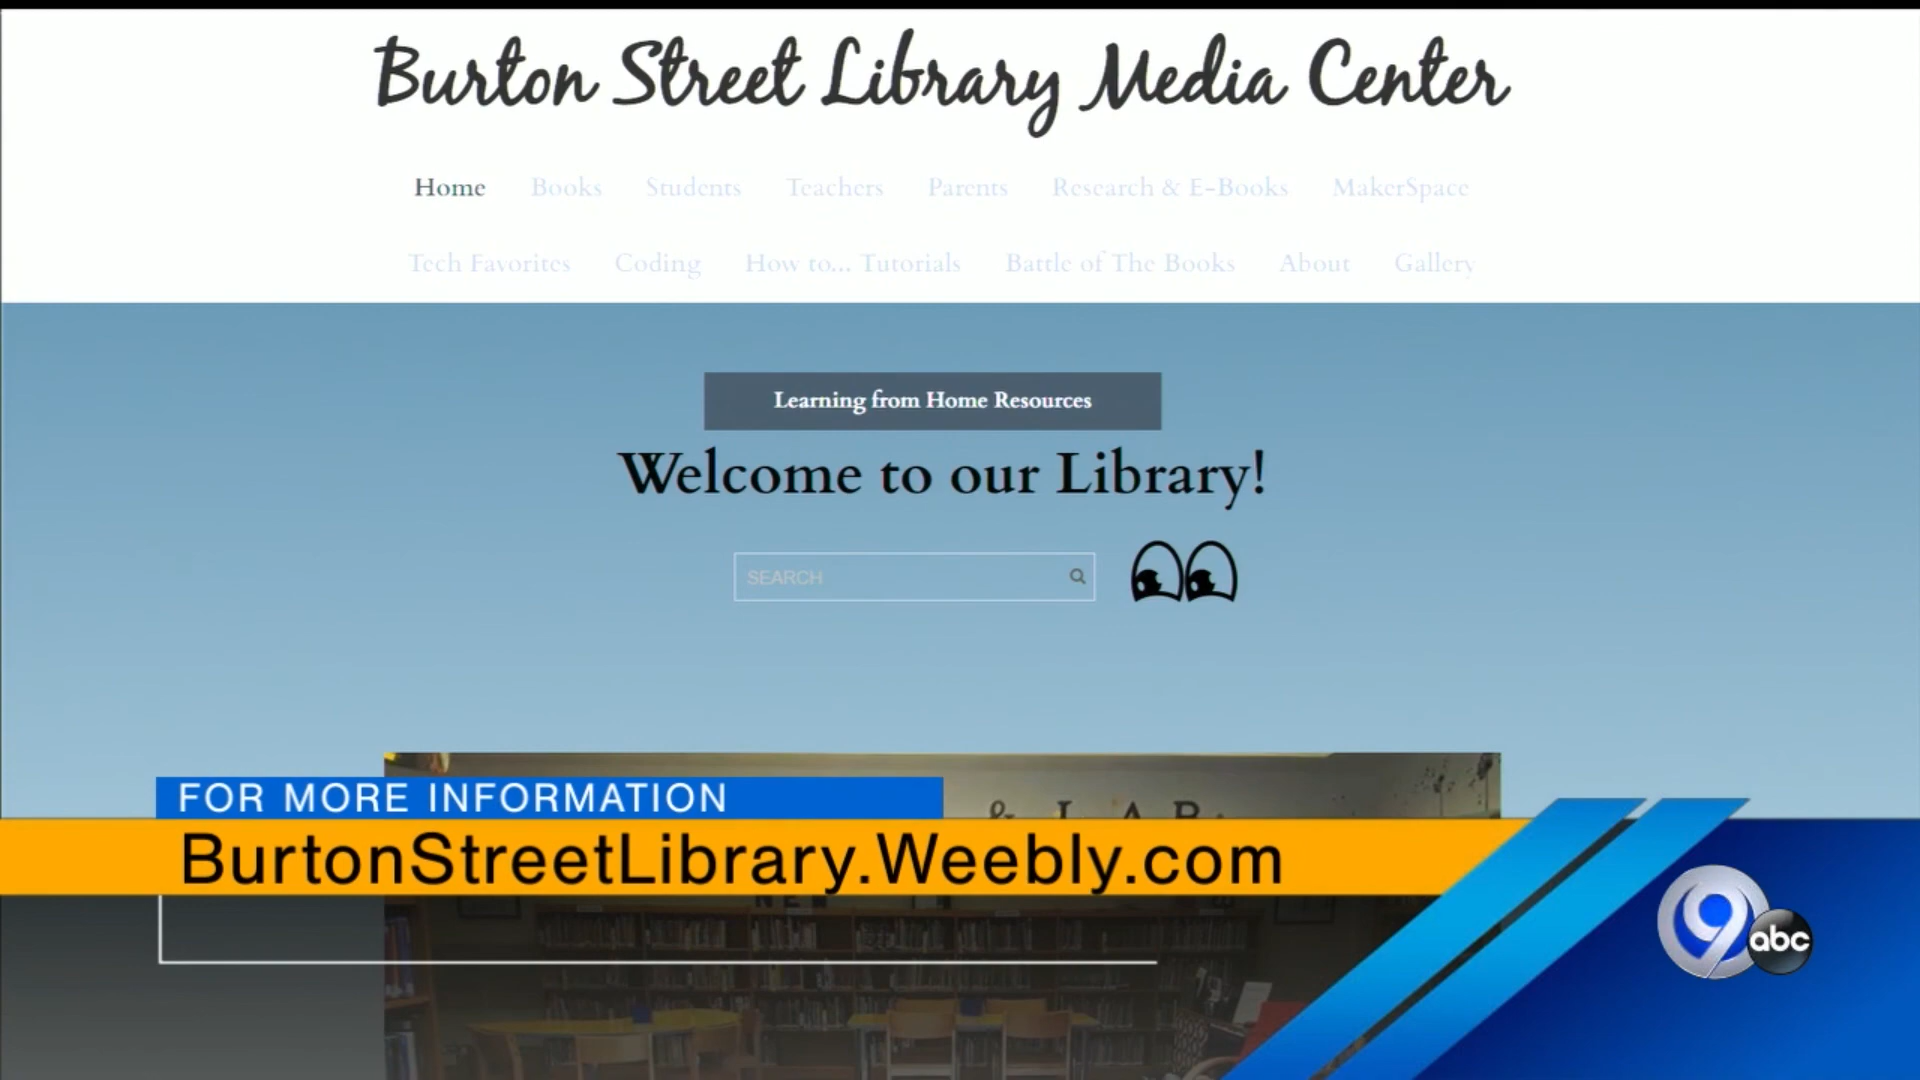 Burton Street Library Media Center
Home Books Students Teachers Parents Research & E-Books MakerSpace
Tech Favorites Coding How to... Tutorials Battle of The Books About Gallery
Learning from Home Resources
Welcome to our Library!
SEARCH
FOR MORE INFORMATION
BurtonStreetLibrary.Weebly.com
9 abc